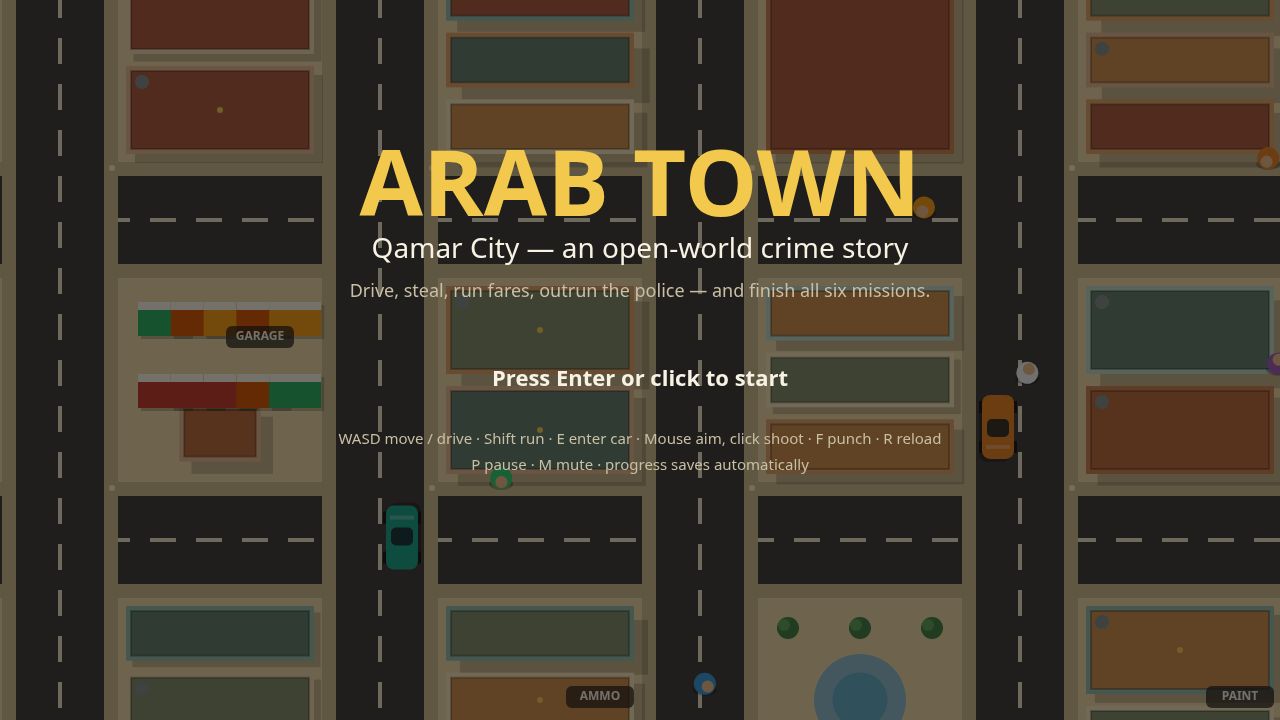 ARAB TOWN
Qamar City — an open-world crime story
Drive, steal, run fares, outrun the police — and finish all six missions.
GARAGE
Press Enter or click to start
WASD move / drive · Shift run · E enter car · Mouse aim, click shoot · F punch · R reload
P pause · M mute · progress saves automatically
AMMO
PAINT